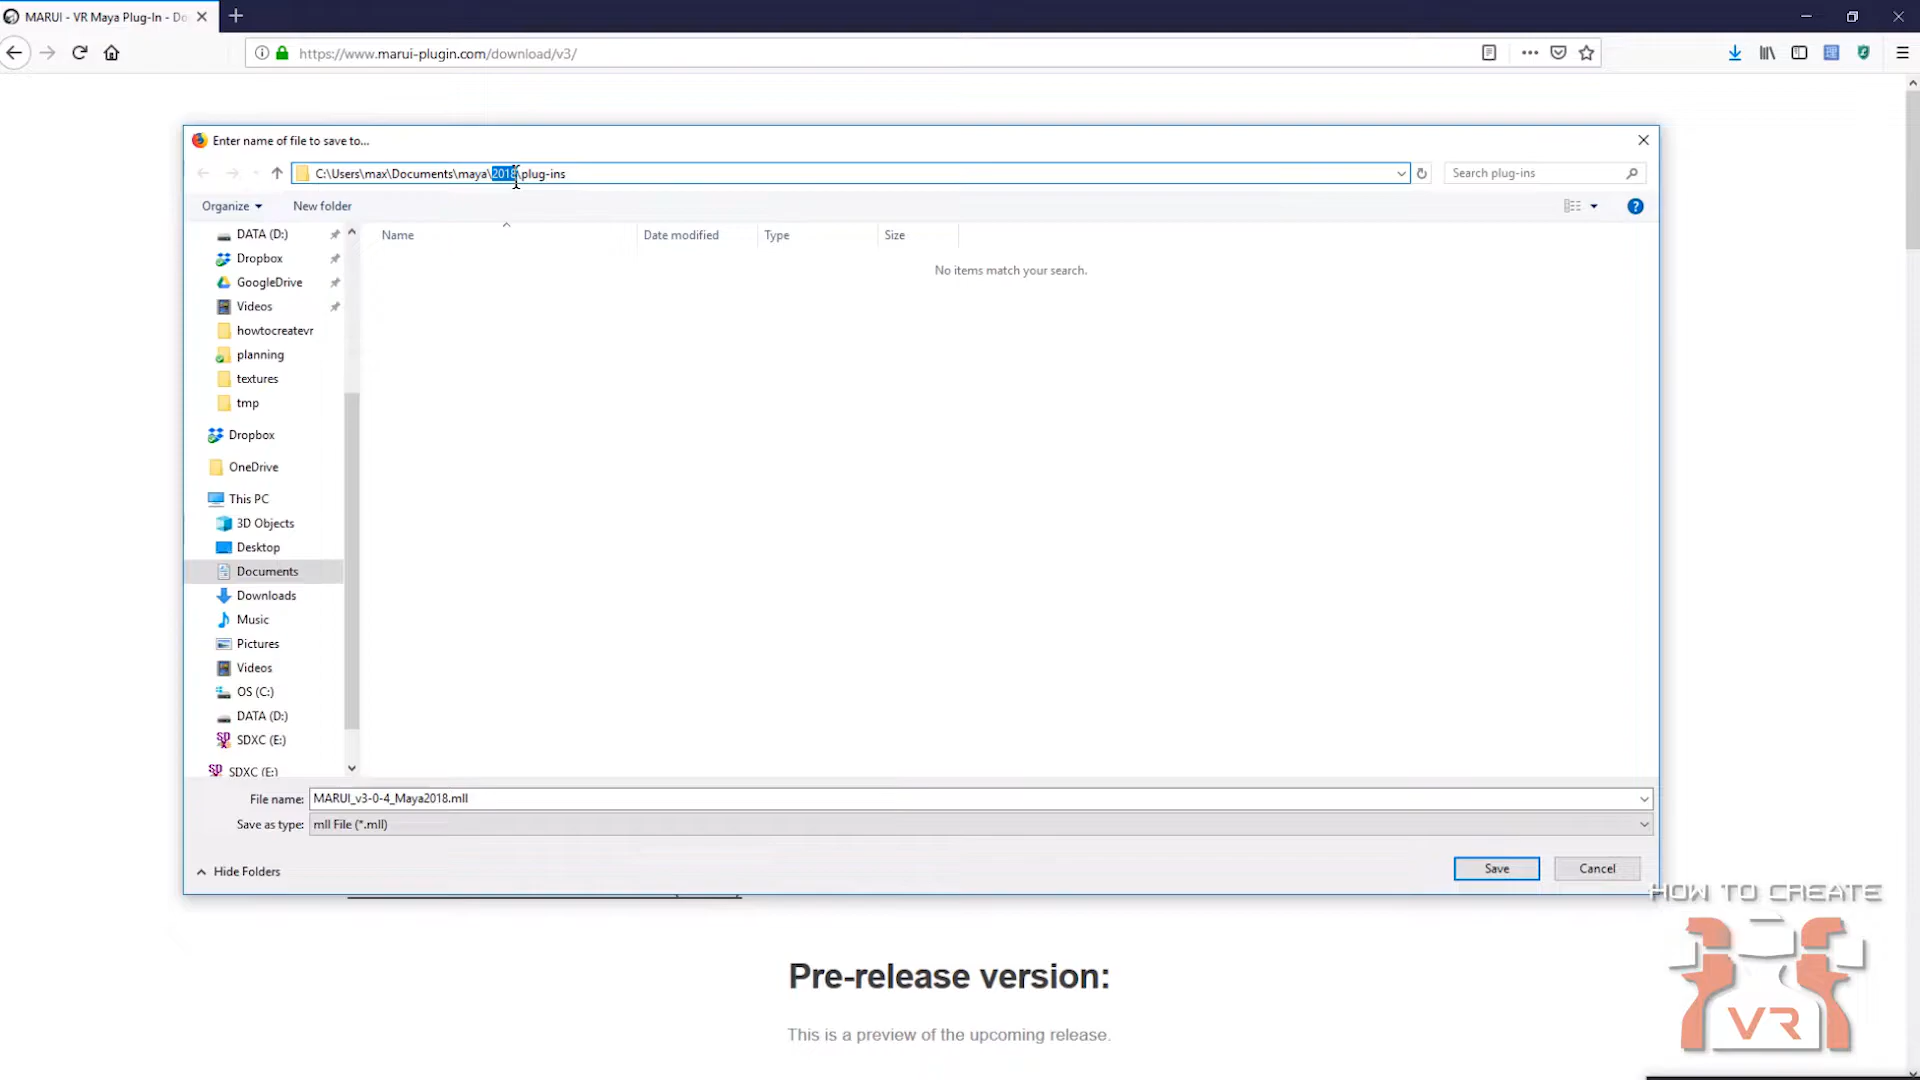 MARUI - VR Maya Plug-In - Do
https://www.marui-plugin.com/download/v3/
Enter name of file to save to...
C:\Users\max\Documents\maya\2018\plug-ins
Search plug-ins
Organize
New folder
Name
Date modified
Type
Size
No items match your search.
DATA (D:)
Dropbox
GoogleDrive
Videos
howtocreatevr
planning
textures
tmp
Dropbox
OneDrive
This PC
3D Objects
Desktop
Documents
Downloads
Music
Pictures
Videos
OS (C:)
DATA (D:)
SDXC (E:)
SDXC (E:)
File name:
MARUI_v3-0-4_Maya2018.mll
Save as type:
mll File (*.mll)
Hide Folders
Save
Cancel
HOW TO CREATE
VR
Pre-release version:
This is a preview of the upcoming release.